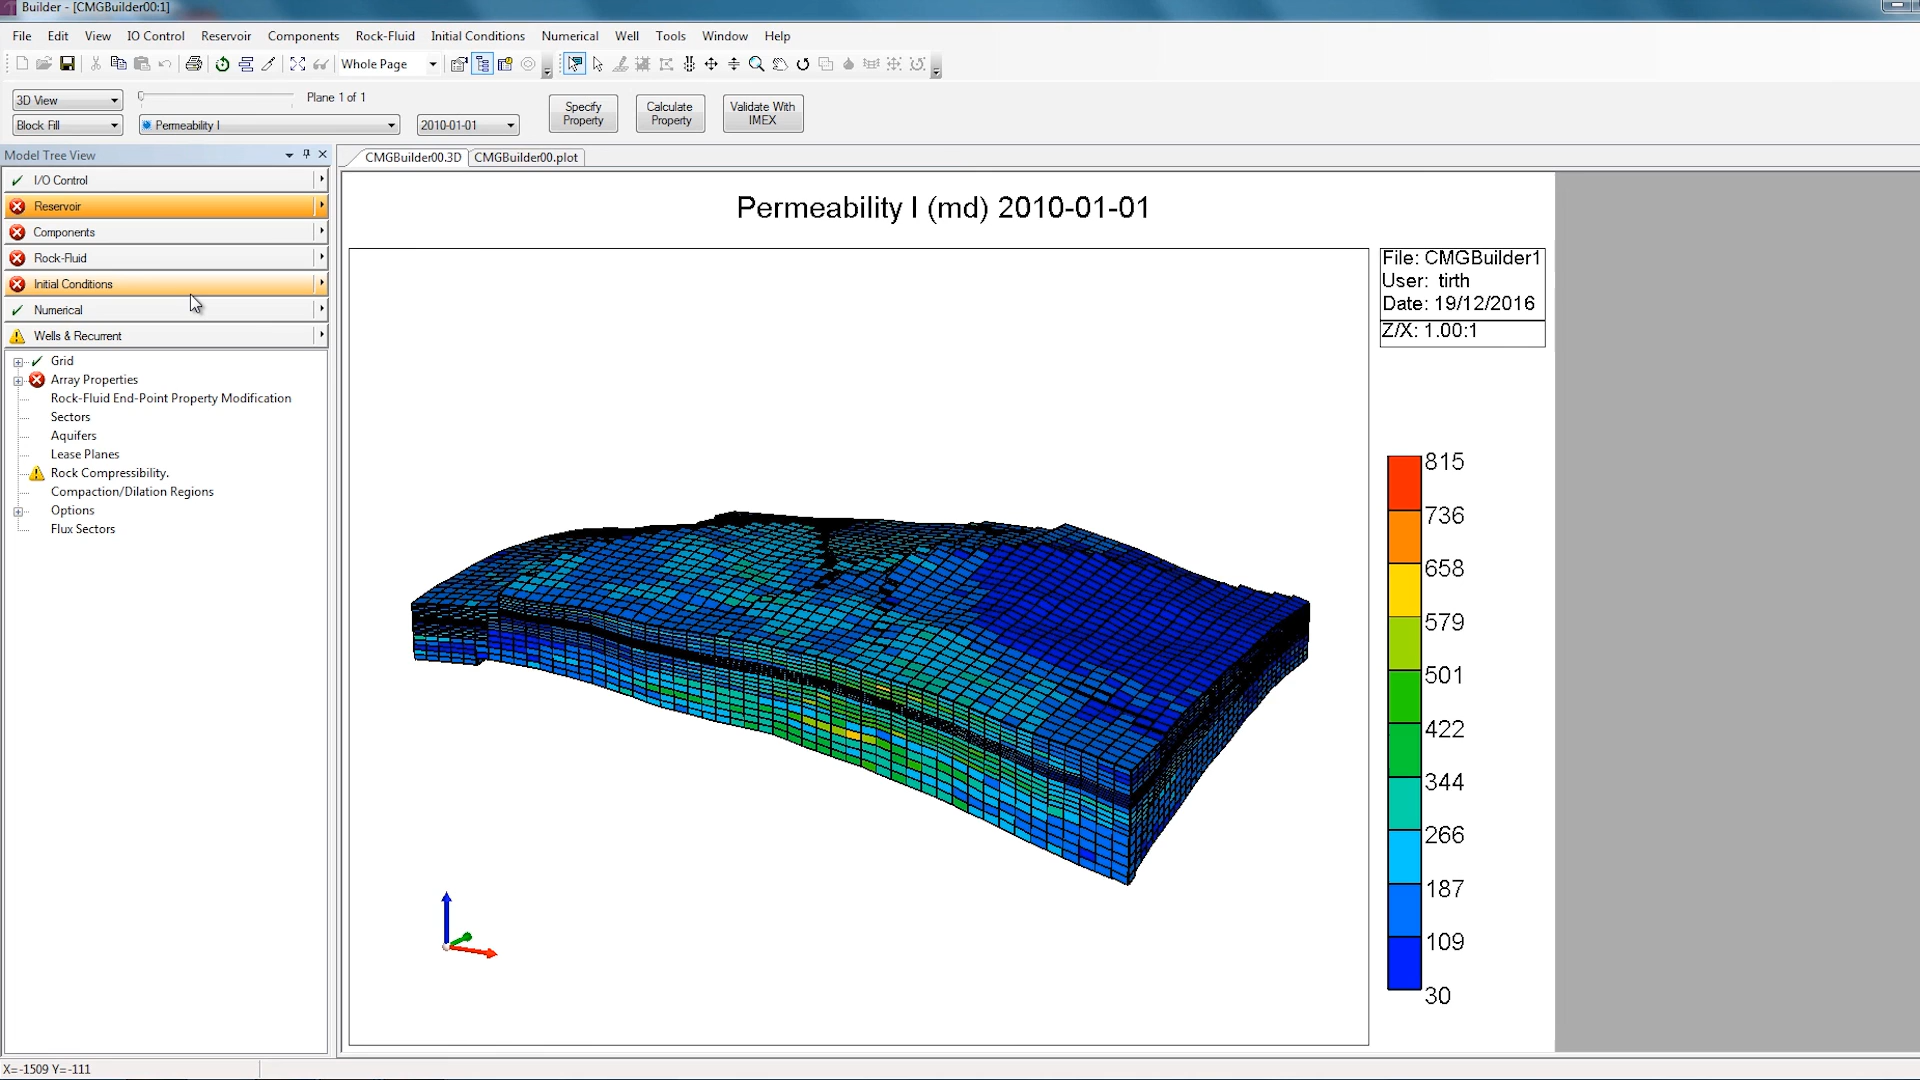 Builder - [CMGBuilder00:1]
File Edit View IO Control Reservoir Components Rock-Fluid Initial Conditions Numerical Well Tools Window Help
Whole Page
3D View
Plane 1 of 1
Block Fill
Permeability I
2010-01-01
Specify Property
Calculate Property
Validate With IMEX
Model Tree View
CMGBuilder00.3D
CMGBuilder00.plot
I/O Control
Reservoir
Components
Rock-Fluid
Initial Conditions
Numerical
Wells & Recurrent
Grid
Array Properties
Rock-Fluid End-Point Property Modification
Sectors
Aquifers
Lease Planes
Rock Compressibility.
Compaction/Dilation Regions
Options
Flux Sectors
Permeability I (md) 2010-01-01
File: CMGBuilder1
User: tirth
Date: 19/12/2016
Z/X: 1.00:1
815
736
658
579
501
422
344
266
187
109
30
X=-1509 Y=-111